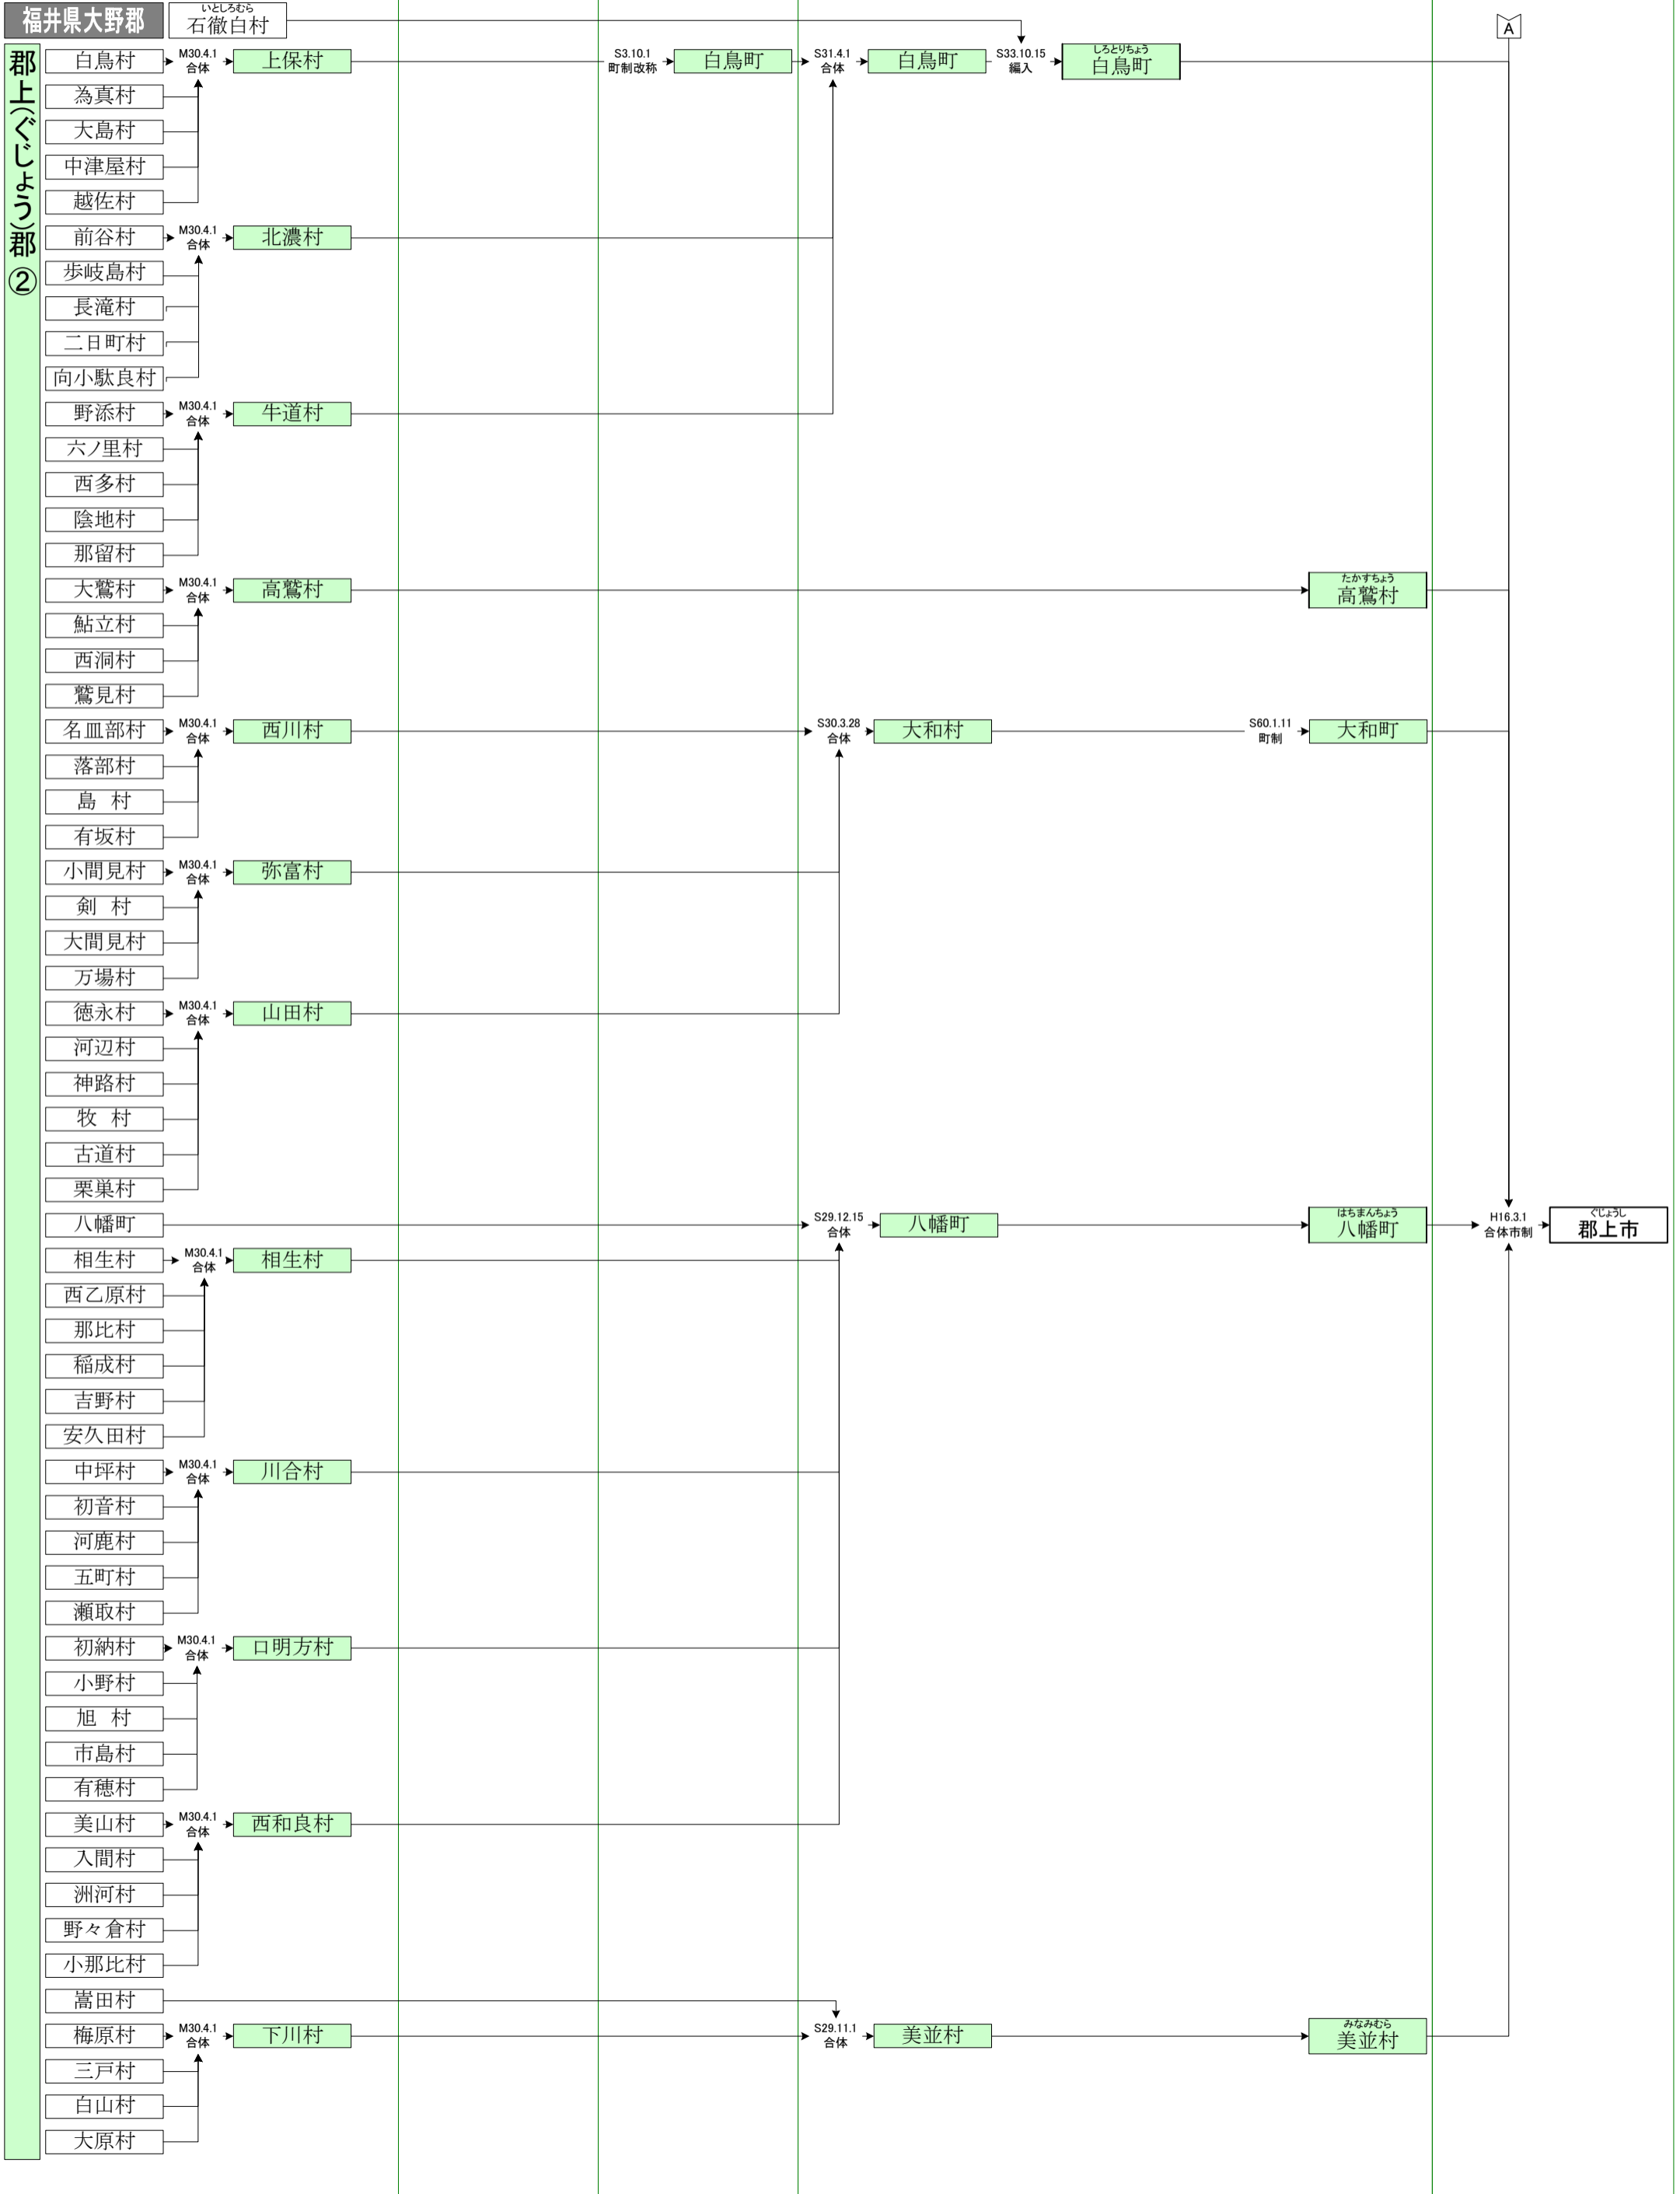 福井県大野郡
いとしろむら
石徹白村
A
郡上(ぐじょう)郡 ②
白鳥村
M30.4.1
合体
上保村
S3.10.1
町制改称
白鳥町
S31.4.1
合体
白鳥町
S33.10.15
編入
しろとりちょう
白鳥町
為真村
大島村
中津屋村
越佐村
前谷村
M30.4.1
合体
北濃村
歩岐島村
長滝村
二日町村
向小駄良村
野添村
M30.4.1
合体
牛道村
六ノ里村
西多村
陰地村
那留村
大鷲村
M30.4.1
合体
高鷲村
たかすちょう
高鷲村
鮎立村
西洞村
鷲見村
名皿部村
M30.4.1
合体
西川村
S30.3.28
合体
大和村
S60.1.11
町制
大和町
落部村
島 村
有坂村
小間見村
M30.4.1
合体
弥富村
剣 村
大間見村
万場村
徳永村
M30.4.1
合体
山田村
河辺村
神路村
牧 村
古道村
栗巣村
八幡町
S29.12.15
合体
八幡町
はちまんちょう
八幡町
H16.3.1
合体市制
ぐじょうし
郡上市
相生村
M30.4.1
合体
相生村
西乙原村
那比村
稲成村
吉野村
安久田村
中坪村
M30.4.1
合体
川合村
初音村
河鹿村
五町村
瀬取村
初納村
M30.4.1
合体
口明方村
小野村
旭 村
市島村
有穂村
美山村
M30.4.1
合体
西和良村
入間村
洲河村
野々倉村
小那比村
嵩田村
梅原村
M30.4.1
合体
下川村
S29.11.1
合体
美並村
みなみむら
美並村
三戸村
白山村
大原村